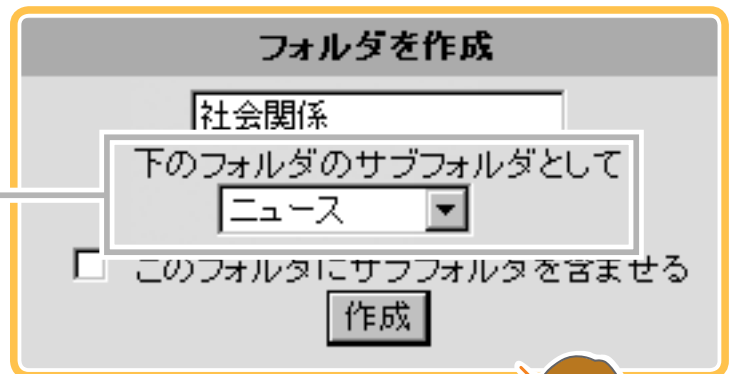 フォルダを作成
社会関係
下のフォルダのサブフォルダとして
ニュース
このフォルダにサブフォルダを含ませる
作成